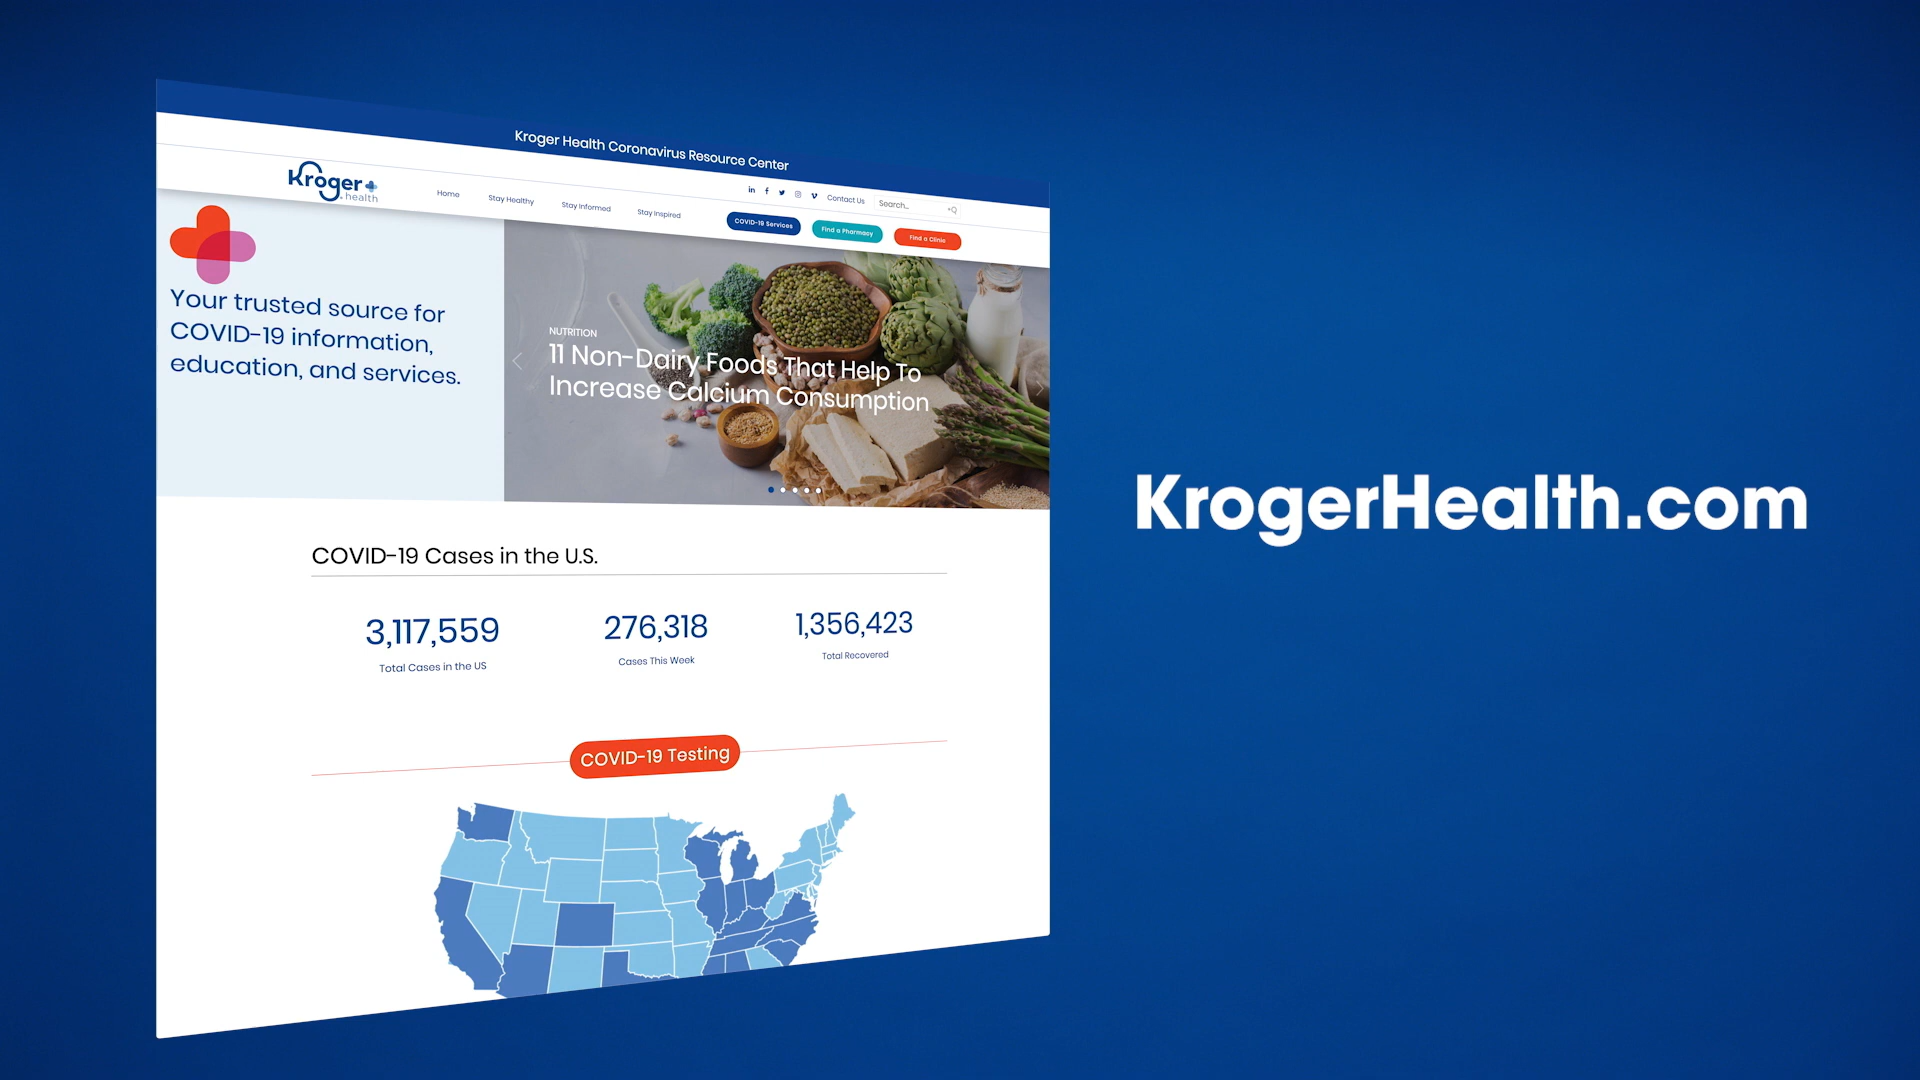 Kroger Health Coronavirus Resource Center
Contact Us
Search...
Kroger
health
Home
Stay Healthy
Stay Informed
Stay Inspired
COVID-19 Services
Find a Pharmacy
Find a Clinic
Your trusted source for
COVID-19 information,
education, and services.
NUTRITION
11 Non-Dairy Foods That Help To
Increase Calcium Consumption
KrogerHealth.com
COVID-19 Cases in the U.S.
3,117,559
Total Cases in the US
276,318
Cases This Week
1,356,423
Total Recovered
COVID-19 Testing